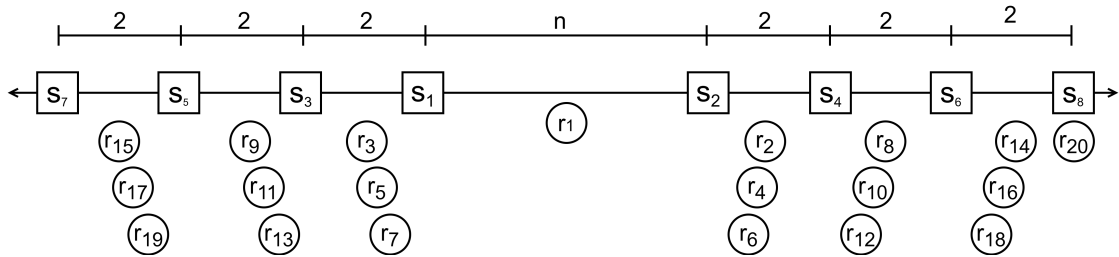 2 2 2 n 2 2 2
S₇ S₅ S₃ S₁ S₂ S₄ S₆ S₈
r₁
r₁₅ r₉ r₃ r₂ r₈ r₁₄ r₂₀
r₁₇ r₁₁ r₅ r₄ r₁₀ r₁₆
r₁₉ r₁₃ r₇ r₆ r₁₂ r₁₈